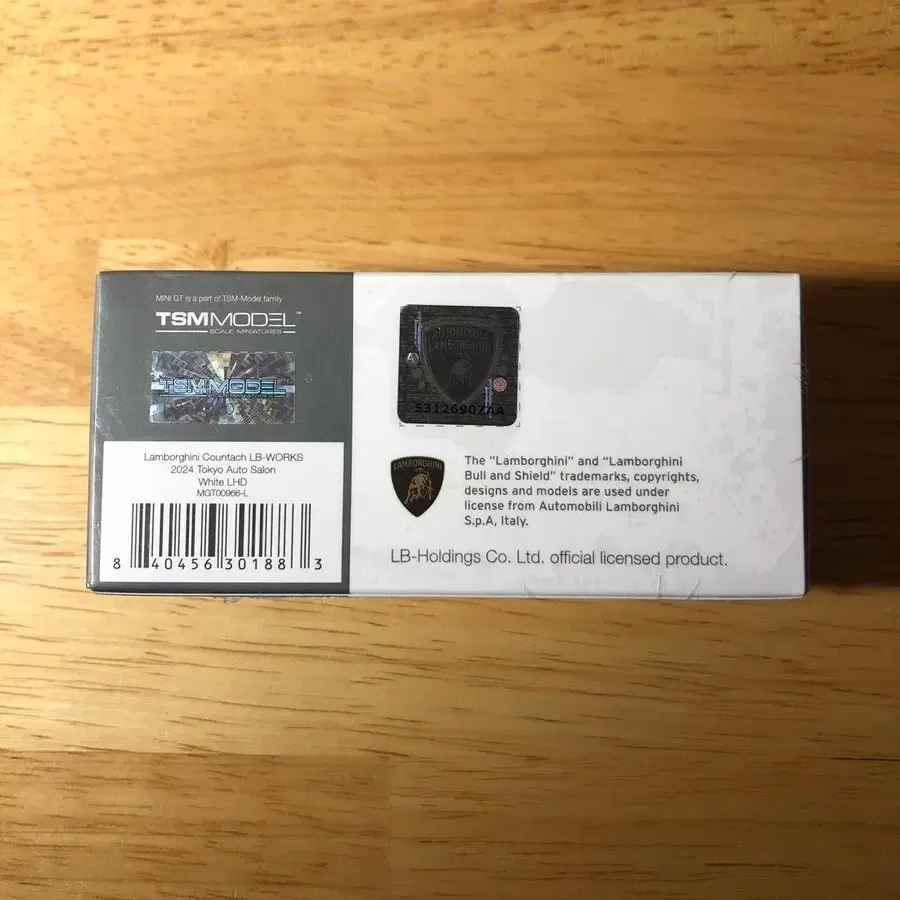 MINI GT is a part of TSM-Model family
TSMMODEL™
SCALE MINIATURES
TSM MODEL
Lamborghini Countach LB-WORKS
2024 Tokyo Auto Salon
White LHD
MGT00966-L
8 40456 30188 3
AUTOMOBILI
LAMBORGHINI
53126907AA
LAMBORGHINI
The "Lamborghini" and "Lamborghini
Bull and Shield" trademarks, copyrights,
designs and models are used under
license from Automobili Lamborghini
S.p.A, Italy.
LB-Holdings Co. Ltd. official licensed product.